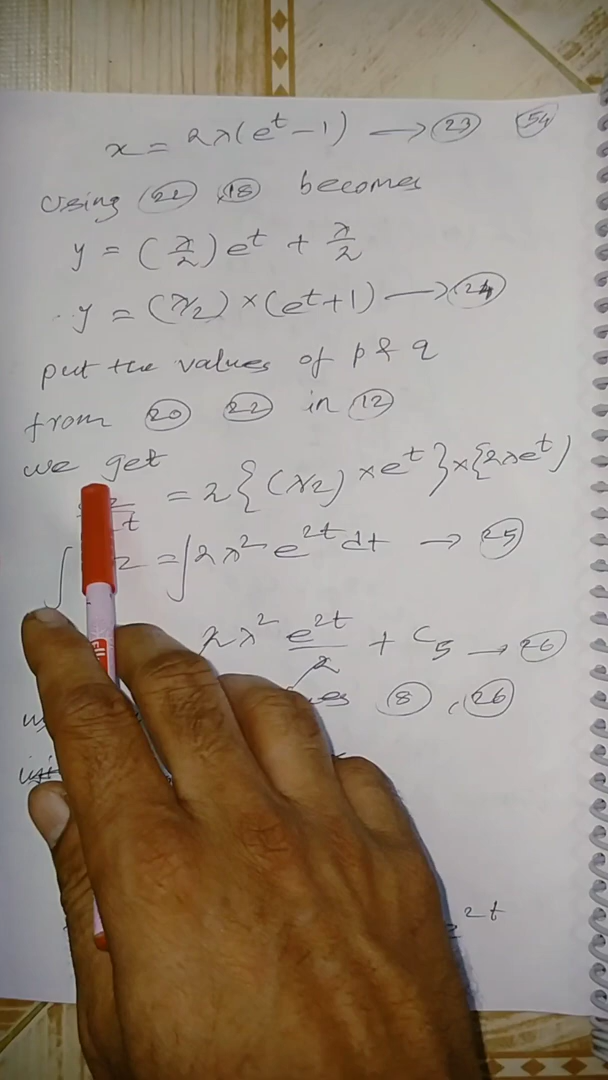 x = 2λ(e^t − 1) → (23) (54)
using (21) (18) becomes
y = (λ/2) e^t + λ/2
∴ y = (λ/2) × (e^t + 1) → (24)
put the values of p & q
from (20) (22) in (12)
we get
= 2 { (λ/2) × e^t } × {2λe^t)
∫ z = ∫ 2λ² e^{2t} dt → (25)
2λ² e^{2t}/2 + C5 → (26)
(8) , (26)
2t